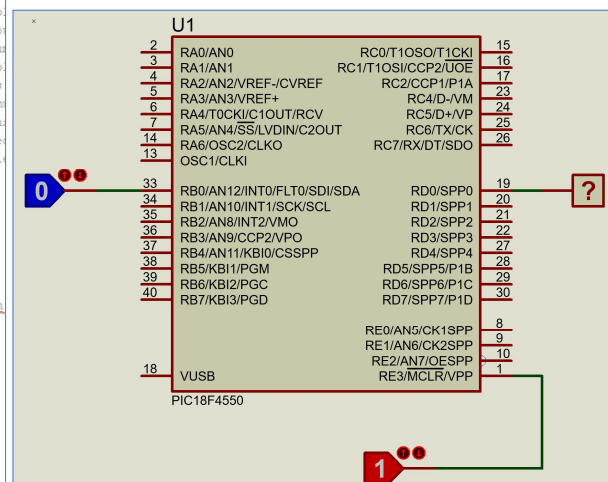 U1
2 RA0/AN0 RC0/T1OSO/T1CKI 15
3 RA1/AN1 RC1/T1OSI/CCP2/UOE 16
4 RA2/AN2/VREF-/CVREF RC2/CCP1/P1A 17
5 RA3/AN3/VREF+ RC4/D-/VM 23
6 RA4/T0CKI/C1OUT/RCV RC5/D+/VP 24
7 RA5/AN4/SS/LVDIN/C2OUT RC6/TX/CK 25
14 RA6/OSC2/CLKO RC7/RX/DT/SDO 26
13 OSC1/CLKI
0 33 RB0/AN12/INT0/FLT0/SDI/SDA RD0/SPP0 19 ?
34 RB1/AN10/INT1/SCK/SCL RD1/SPP1 20
35 RB2/AN8/INT2/VMO RD2/SPP2 21
36 RB3/AN9/CCP2/VPO RD3/SPP3 22
37 RB4/AN11/KBI0/CSSPP RD4/SPP4 27
38 RB5/KBI1/PGM RD5/SPP5/P1B 28
39 RB6/KBI2/PGC RD6/SPP6/P1C 29
40 RB7/KBI3/PGD RD7/SPP7/P1D 30
RE0/AN5/CK1SPP 8
RE1/AN6/CK2SPP 9
RE2/AN7/OESPP 10
18 VUSB RE3/MCLR/VPP 1
PIC18F4550
1